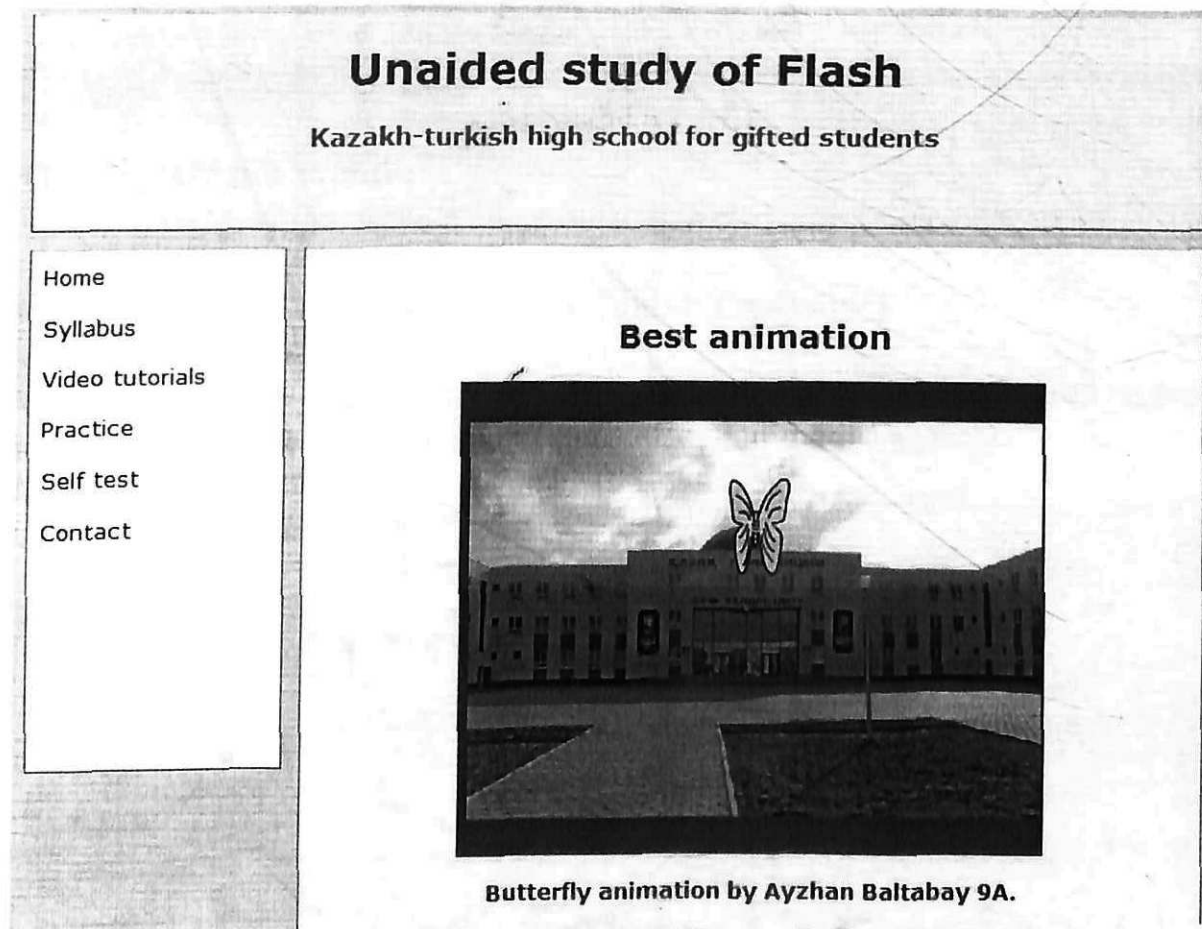 Unaided study of Flash
Kazakh-turkish high school for gifted students
Home
Syllabus
Video tutorials
Practice
Self test
Contact
Best animation
Butterfly animation by Ayzhan Baltabay 9A.